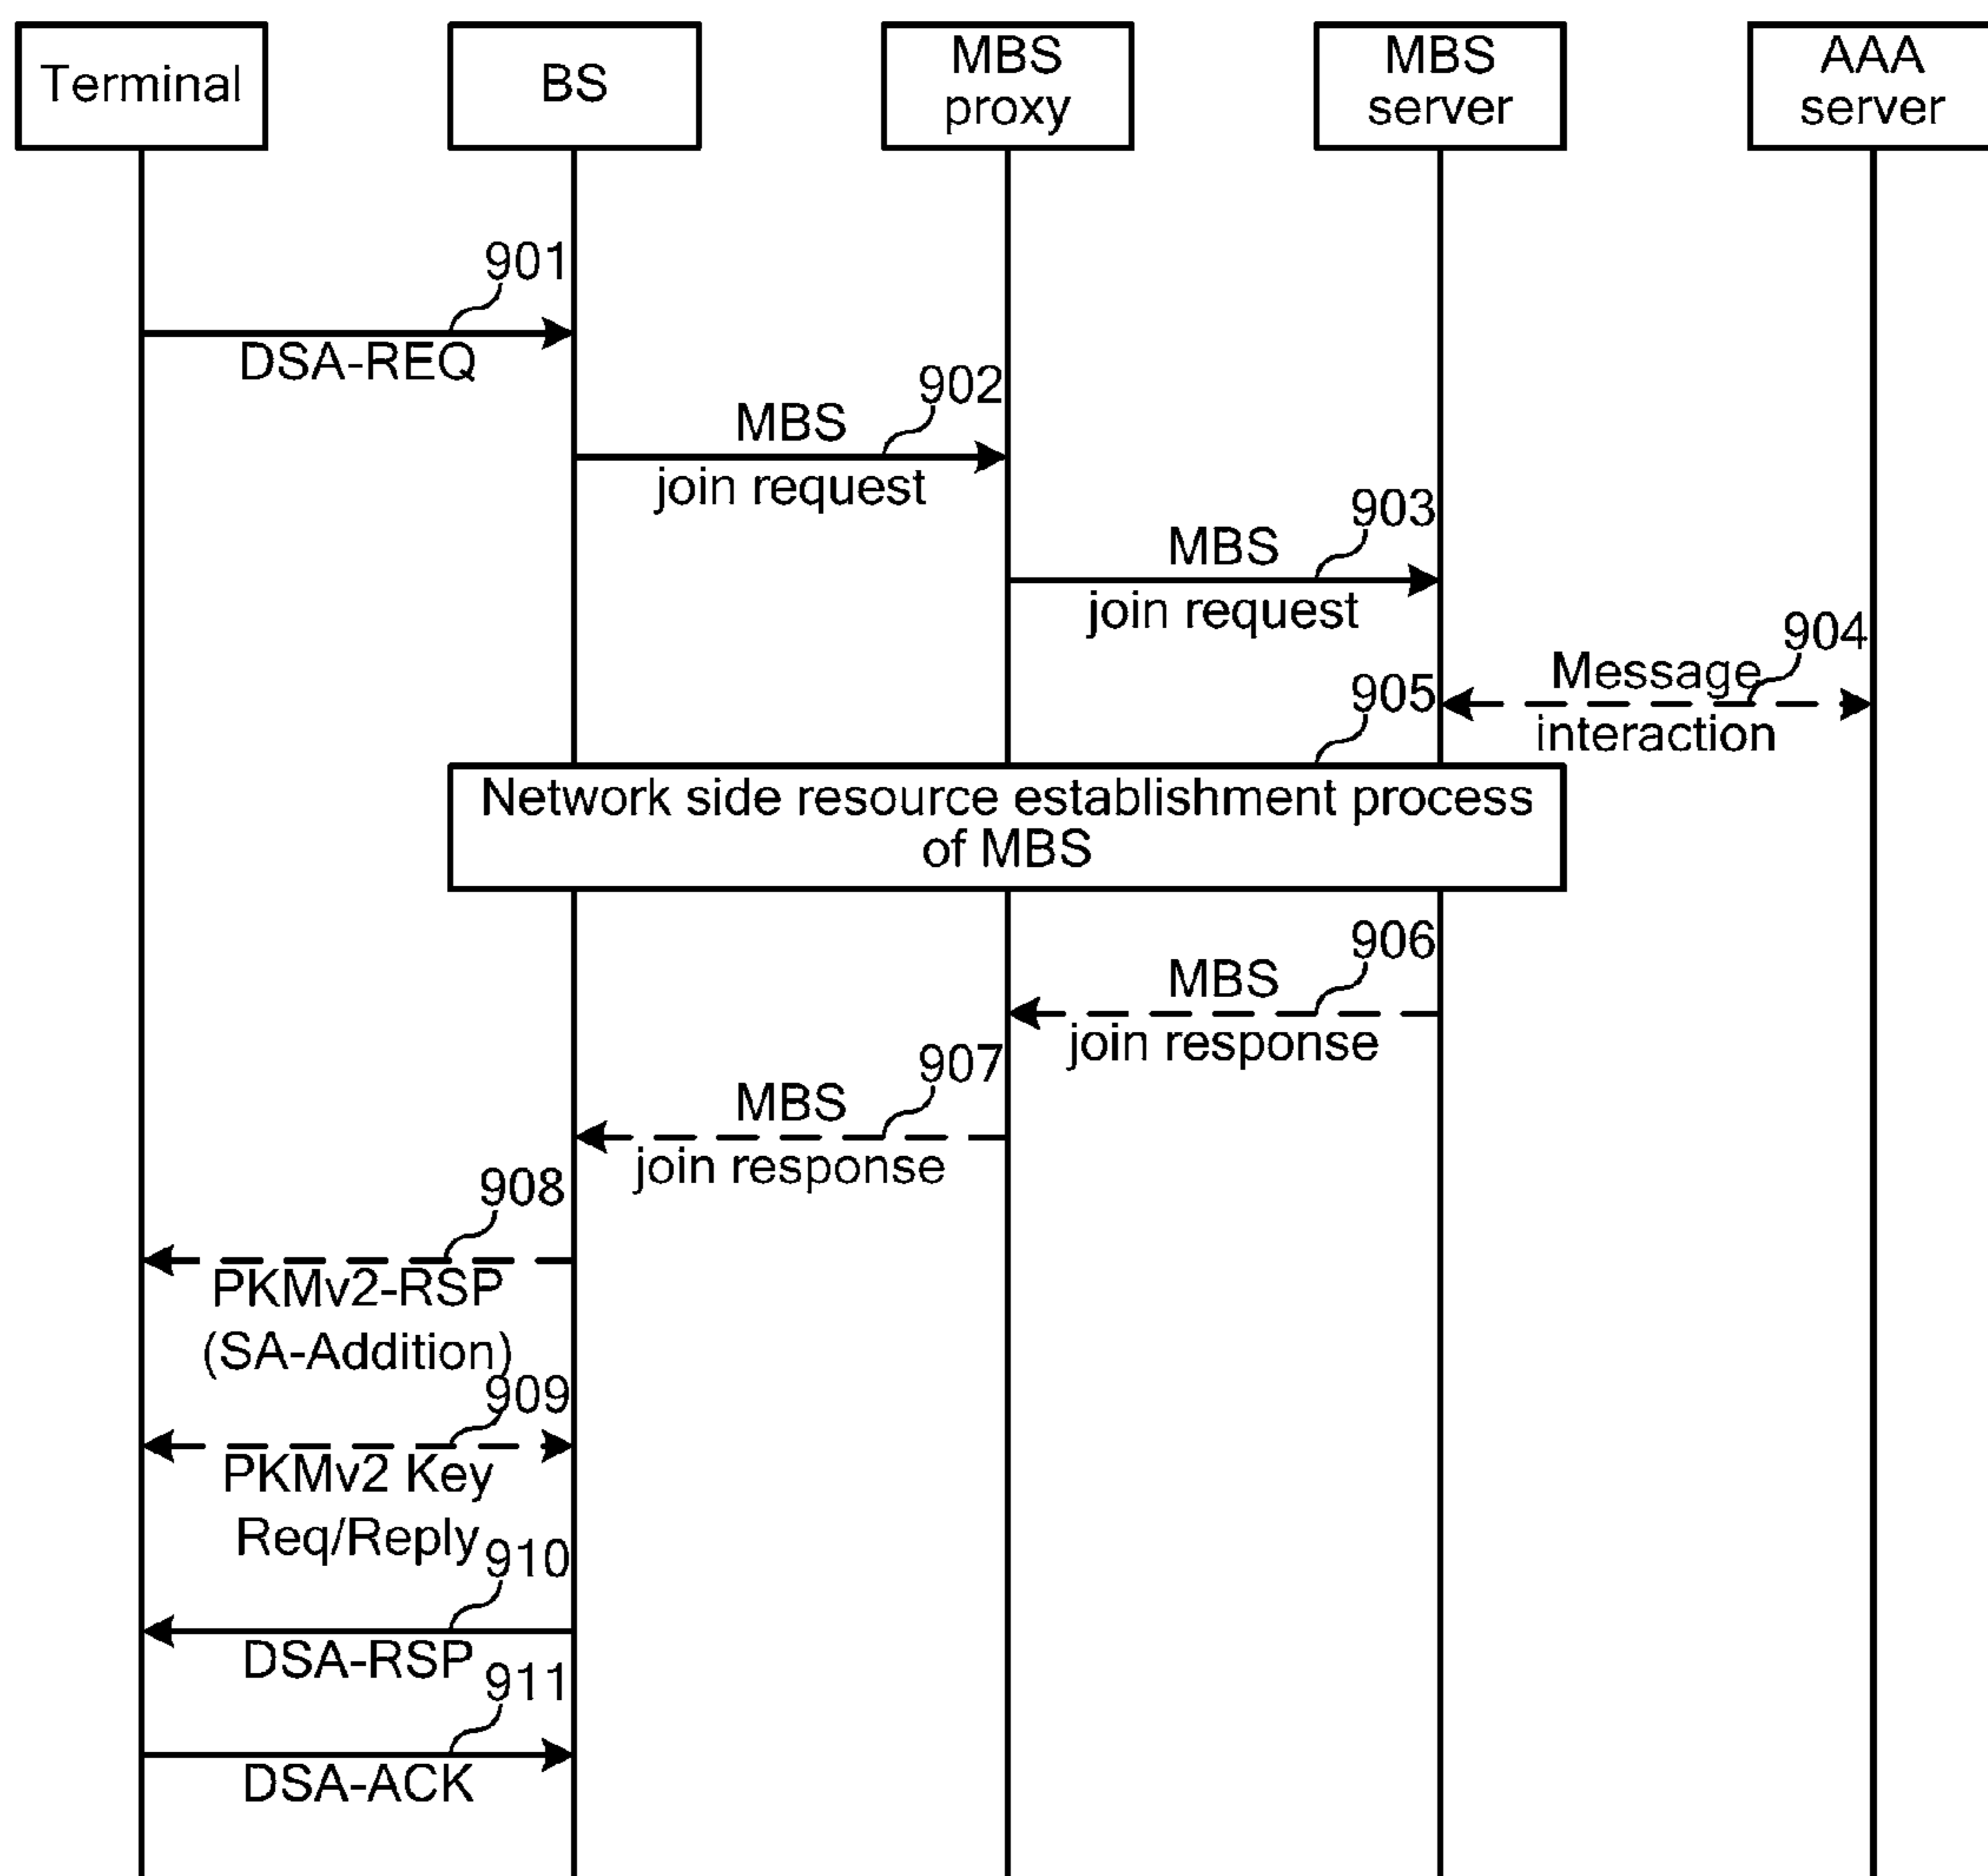 Terminal
BS
MBS
proxy
MBS
server
AAA
server
901
DSA-REQ
902
MBS
join request
903
MBS
join request
904
Message
interaction
905
Network side resource establishment process
of MBS
906
MBS
join response
907
MBS
join response
908
PKMv2-RSP
(SA-Addition)
909
PKMv2 Key
Req/Reply
910
DSA-RSP
911
DSA-ACK